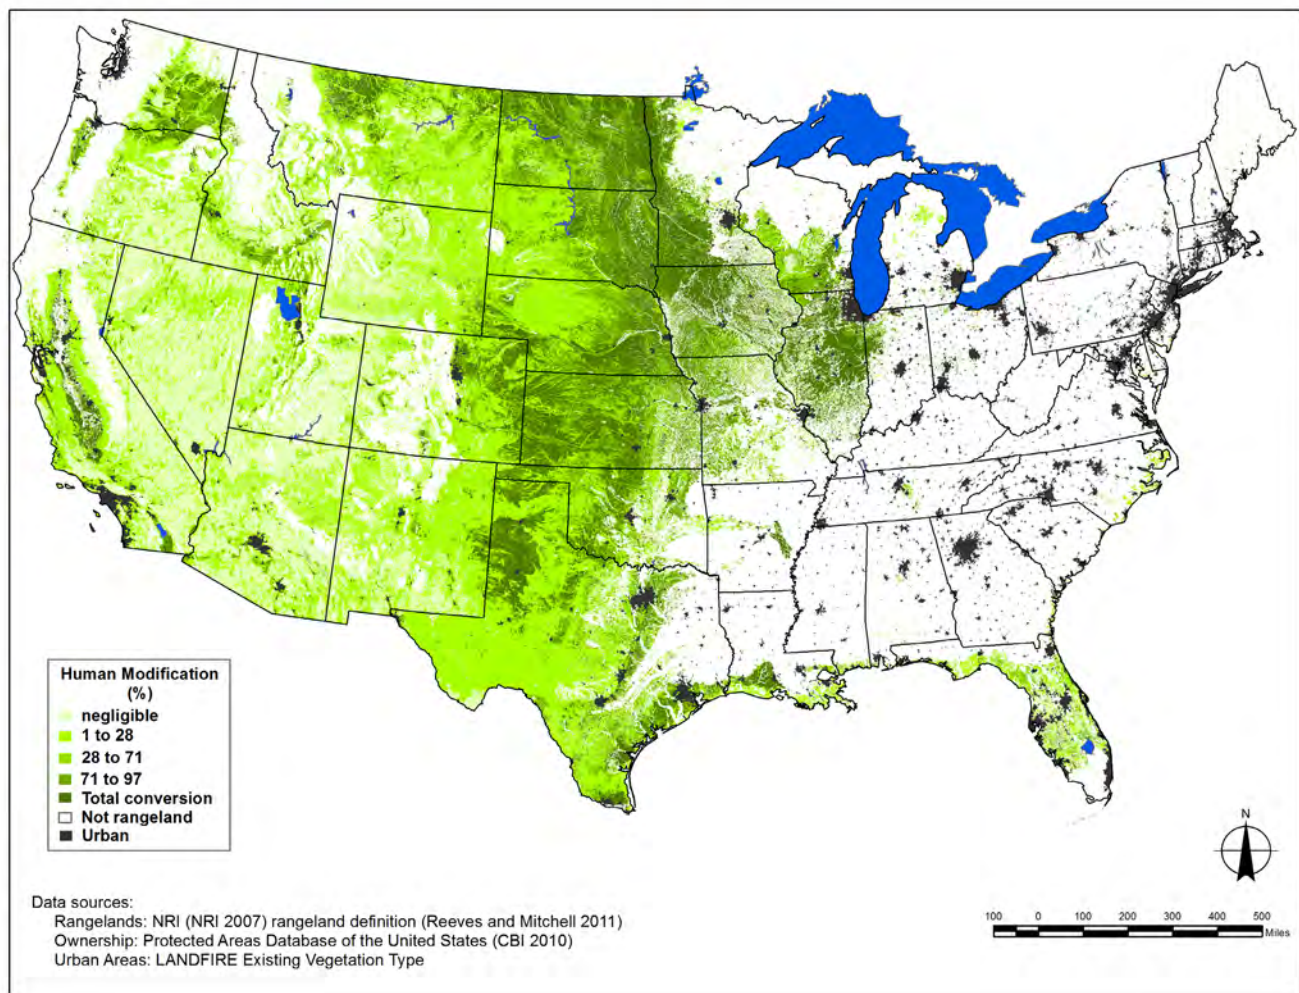 Human Modification
(%)
negligible
1 to 28
28 to 71
71 to 97
Total conversion
Not rangeland
Urban
N
Data sources:
Rangelands: NRI (NRI 2007) rangeland definition (Reeves and Mitchell 2011)
Ownership: Protected Areas Database of the United States (CBI 2010)
Urban Areas: LANDFIRE Existing Vegetation Type
100 0 100 200 300 400 500
Miles